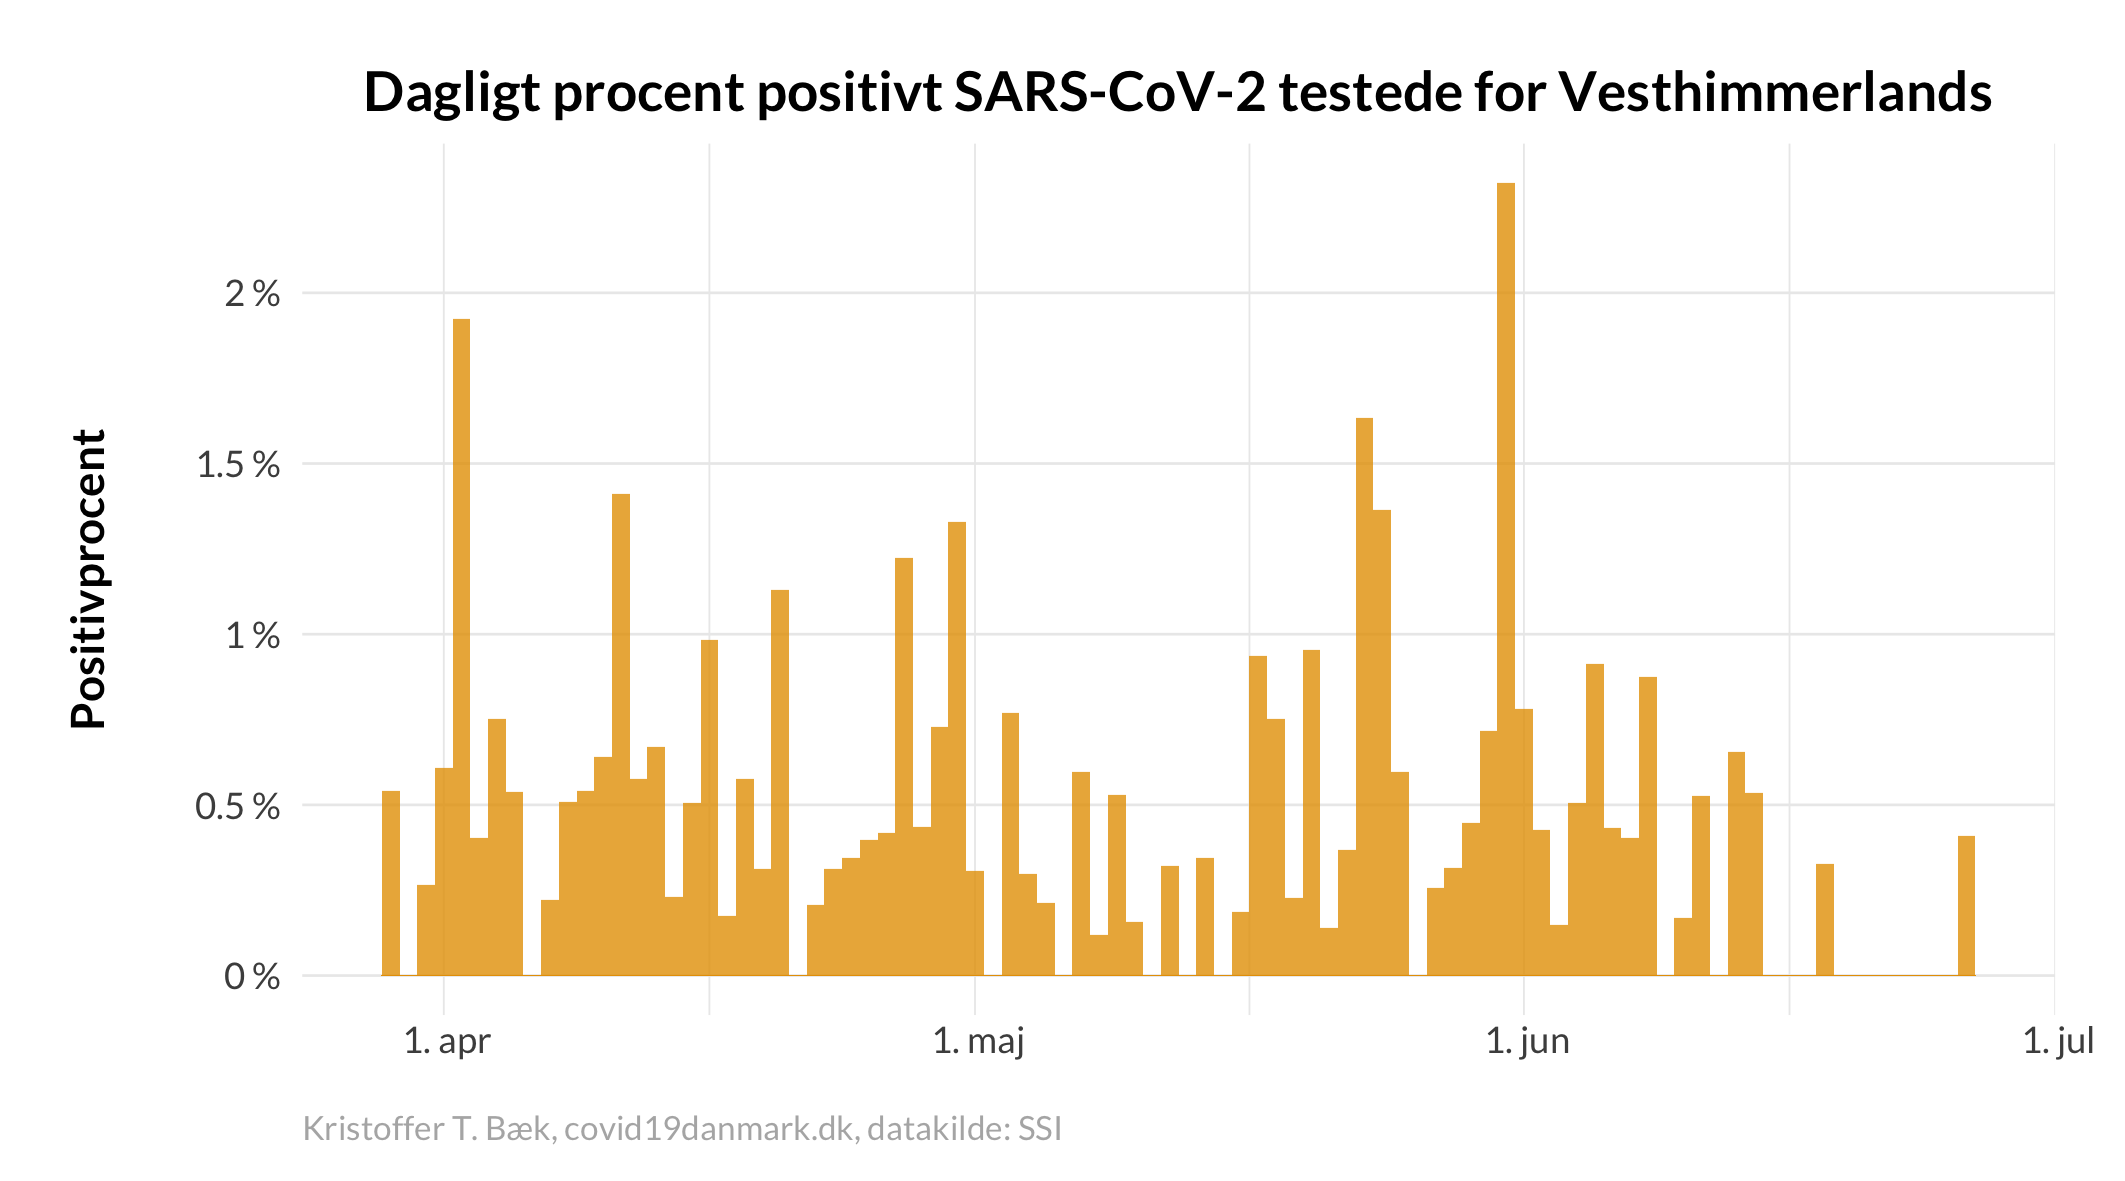 Dagligt procent positivt SARS-CoV-2 testede for Vesthimmerlands
Positivprocent
2 %
1.5 %
1 %
0.5 %
0 %
1. apr
1. maj
1. jun
1. jul
Kristoffer T. Bæk, covid19danmark.dk, datakilde: SSI